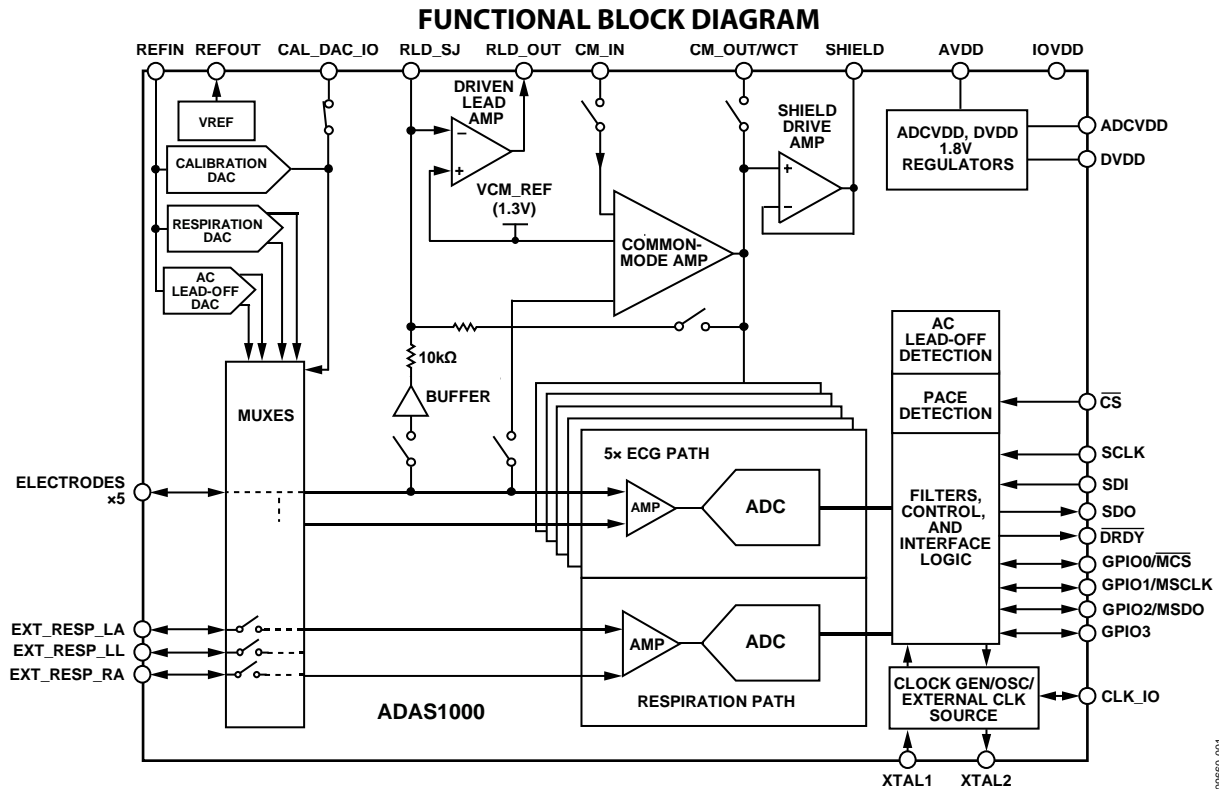 FUNCTIONAL BLOCK DIAGRAM
REFIN REFOUT CAL_DAC_IO RLD_SJ RLD_OUT CM_IN CM_OUT/WCT SHIELD AVDD IOVDD
DRIVEN
LEAD
AMP
VREF
CALIBRATION
DAC
RESPIRATION
DAC
AC
LEAD-OFF
DAC
VCM_REF
(1.3V)
COMMON-
MODE AMP
SHIELD
DRIVE
AMP
ADCVDD, DVDD
1.8V
REGULATORS
ADCVDD
DVDD
10kΩ
BUFFER
MUXES
AC
LEAD-OFF
DETECTION
PACE
DETECTION
FILTERS,
CONTROL,
AND
INTERFACE
LOGIC
5× ECG PATH
AMP
ADC
AMP
ADC
RESPIRATION PATH
ELECTRODES
×5
EXT_RESP_LA
EXT_RESP_LL
EXT_RESP_RA
ADAS1000
CS
SCLK
SDI
SDO
DRDY
GPIO0/MCS
GPIO1/MSCLK
GPIO2/MSDO
GPIO3
CLOCK GEN/OSC/
EXTERNAL CLK
SOURCE
CLK_IO
XTAL1 XTAL2